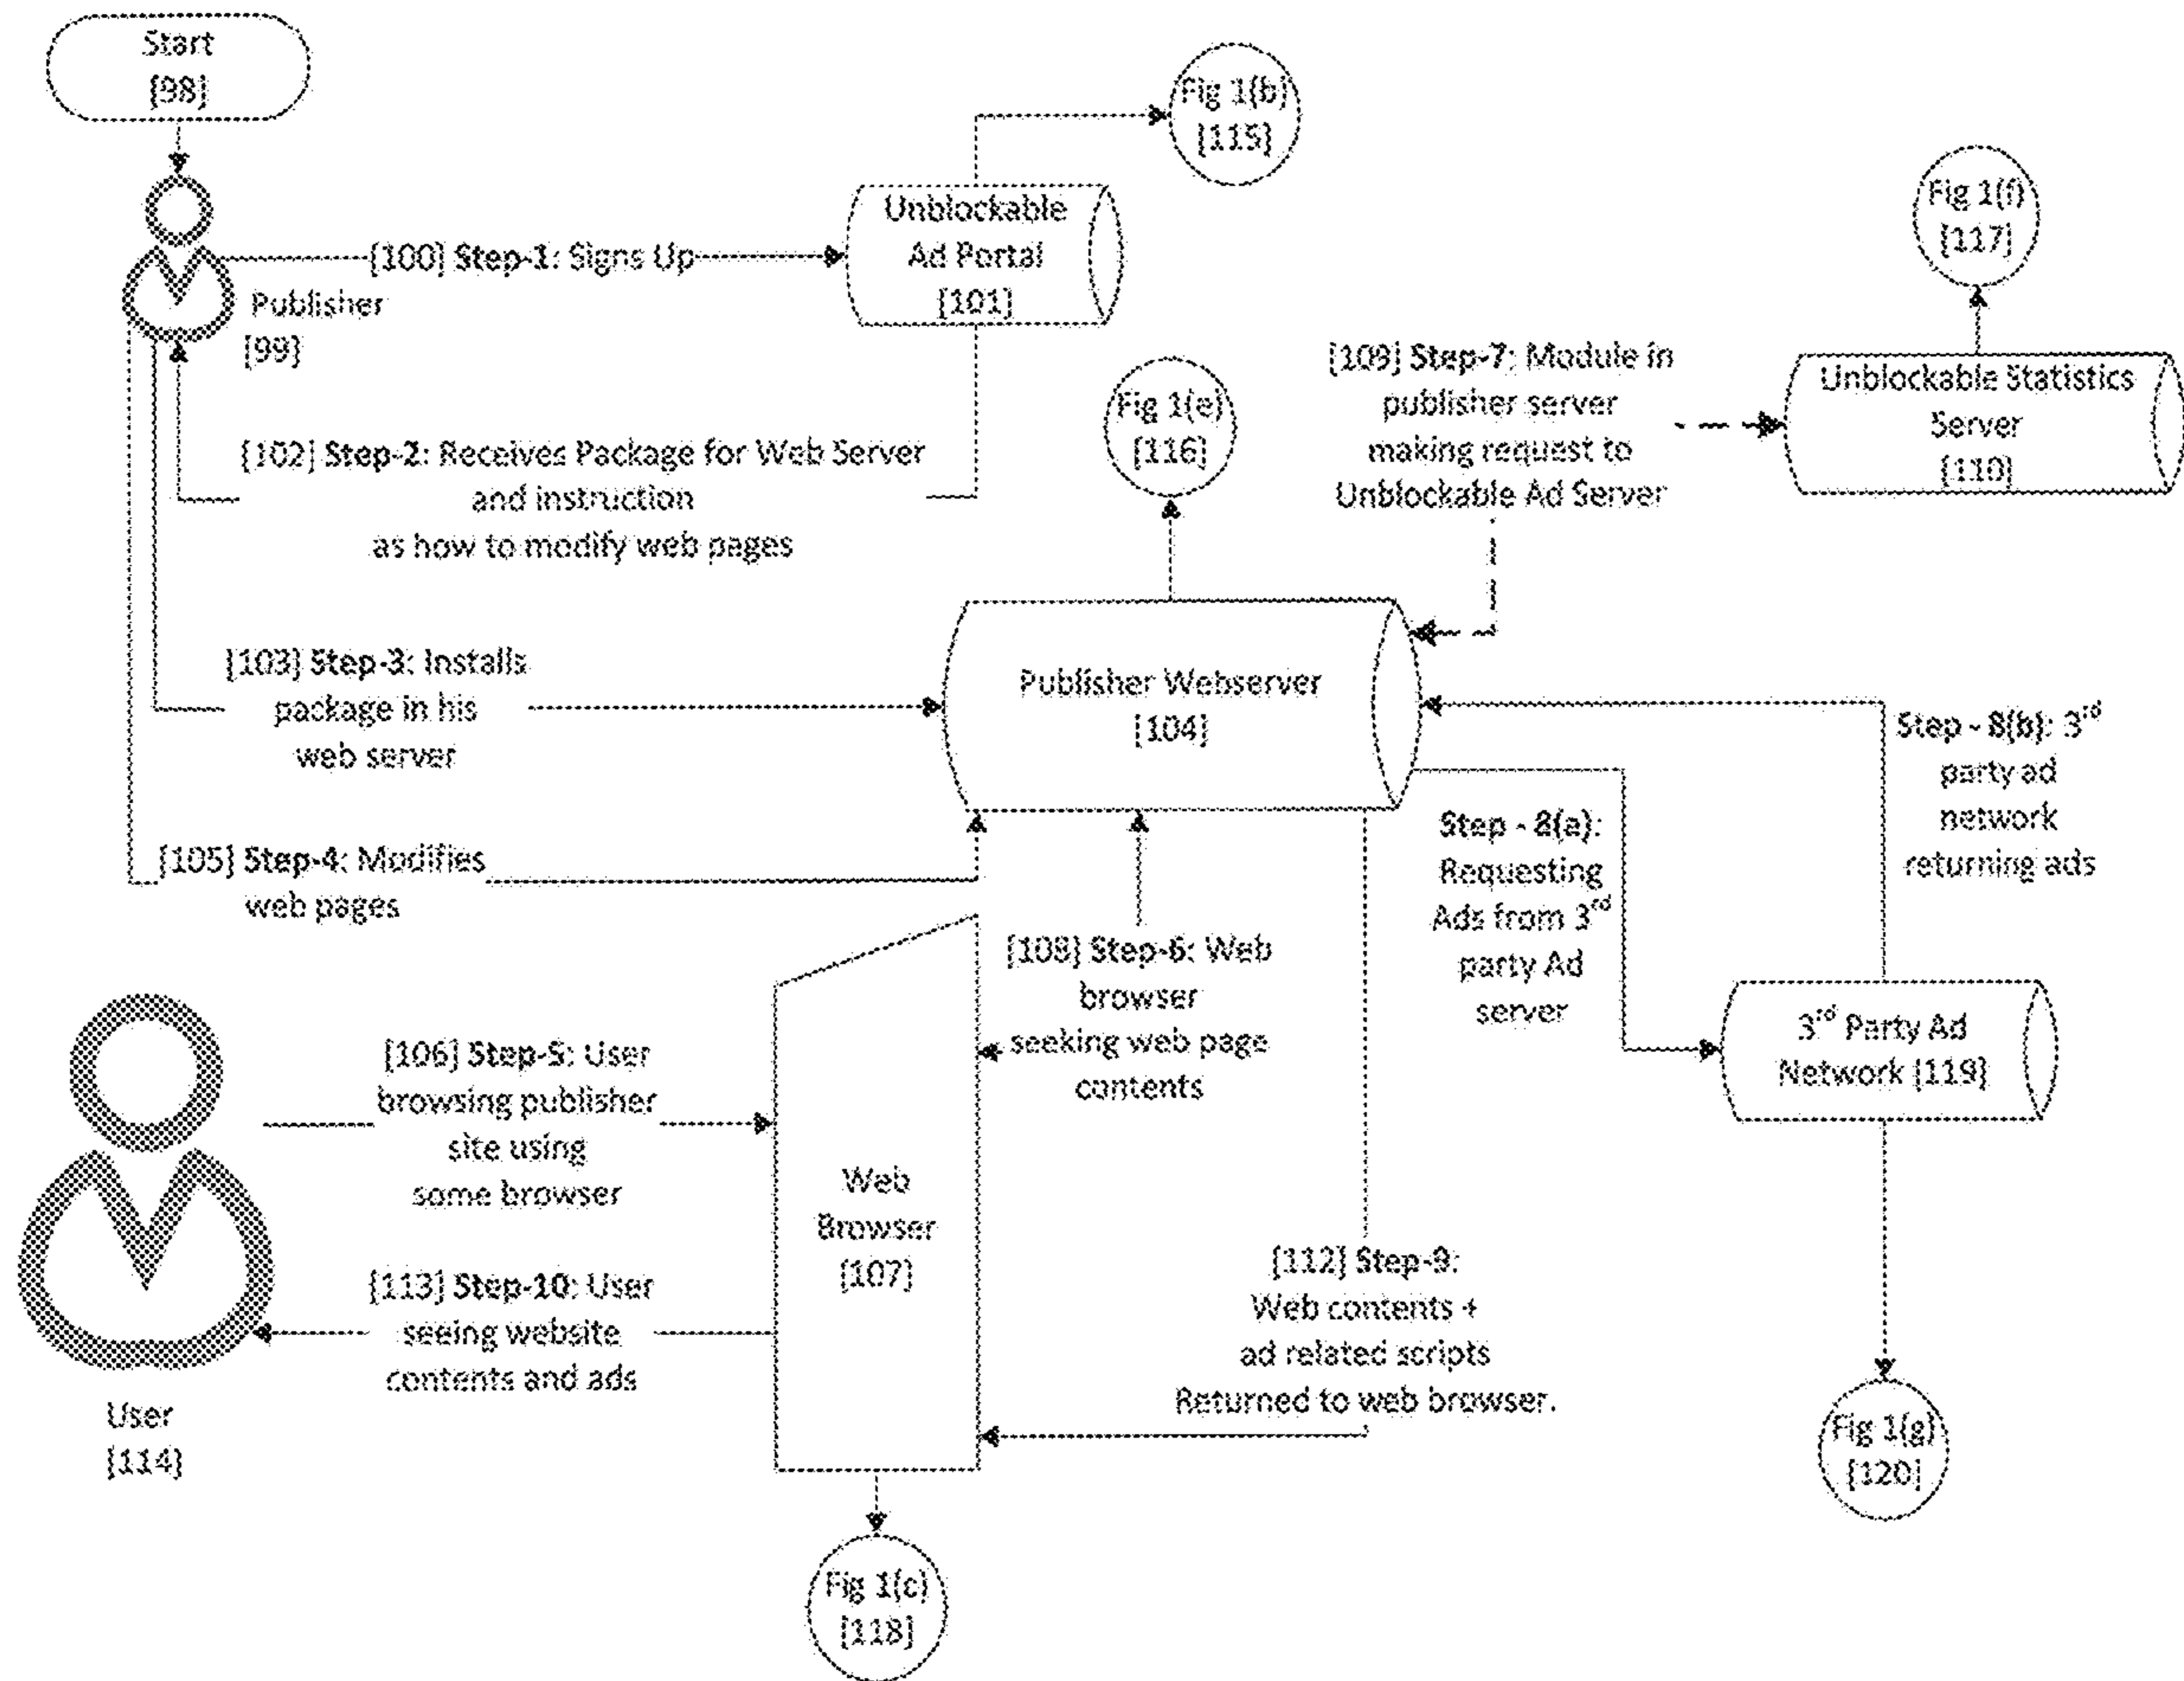 Start
[98]
Fig 1(b)
[115]
Unblockable
Ad Portal
[101]
Fig 1(f)
[117]
[100] Step-1: Signs Up
Publisher
[99]
[102] Step-2: Receives Package for Web Server
and instruction
as how to modify web pages
Fig 1(e)
[116]
[109] Step-7: Module in
publisher server
making request to
Unblockable Ad Server
Unblockable Statistics
Server
[110]
[103] Step-3: Installs
package in his
web server
Publisher Webserver
[104]
Step - 8(b): 3rd
party ad
network
returning ads
Step - 8(a):
Requesting
Ads from 3rd
party Ad
server
[105] Step-4: Modifies
web pages
[108] Step-6: Web
browser
seeking web page
contents
3rd Party Ad
Network [119]
[106] Step-5: User
browsing publisher
site using
some browser
Web
Browser
[107]
[112] Step-9:
Web contents +
ad related scripts
Returned to web browser.
[113] Step-10: User
seeing website
contents and ads
User
[114]
Fig 1(g)
[120]
Fig 1(c)
[118]